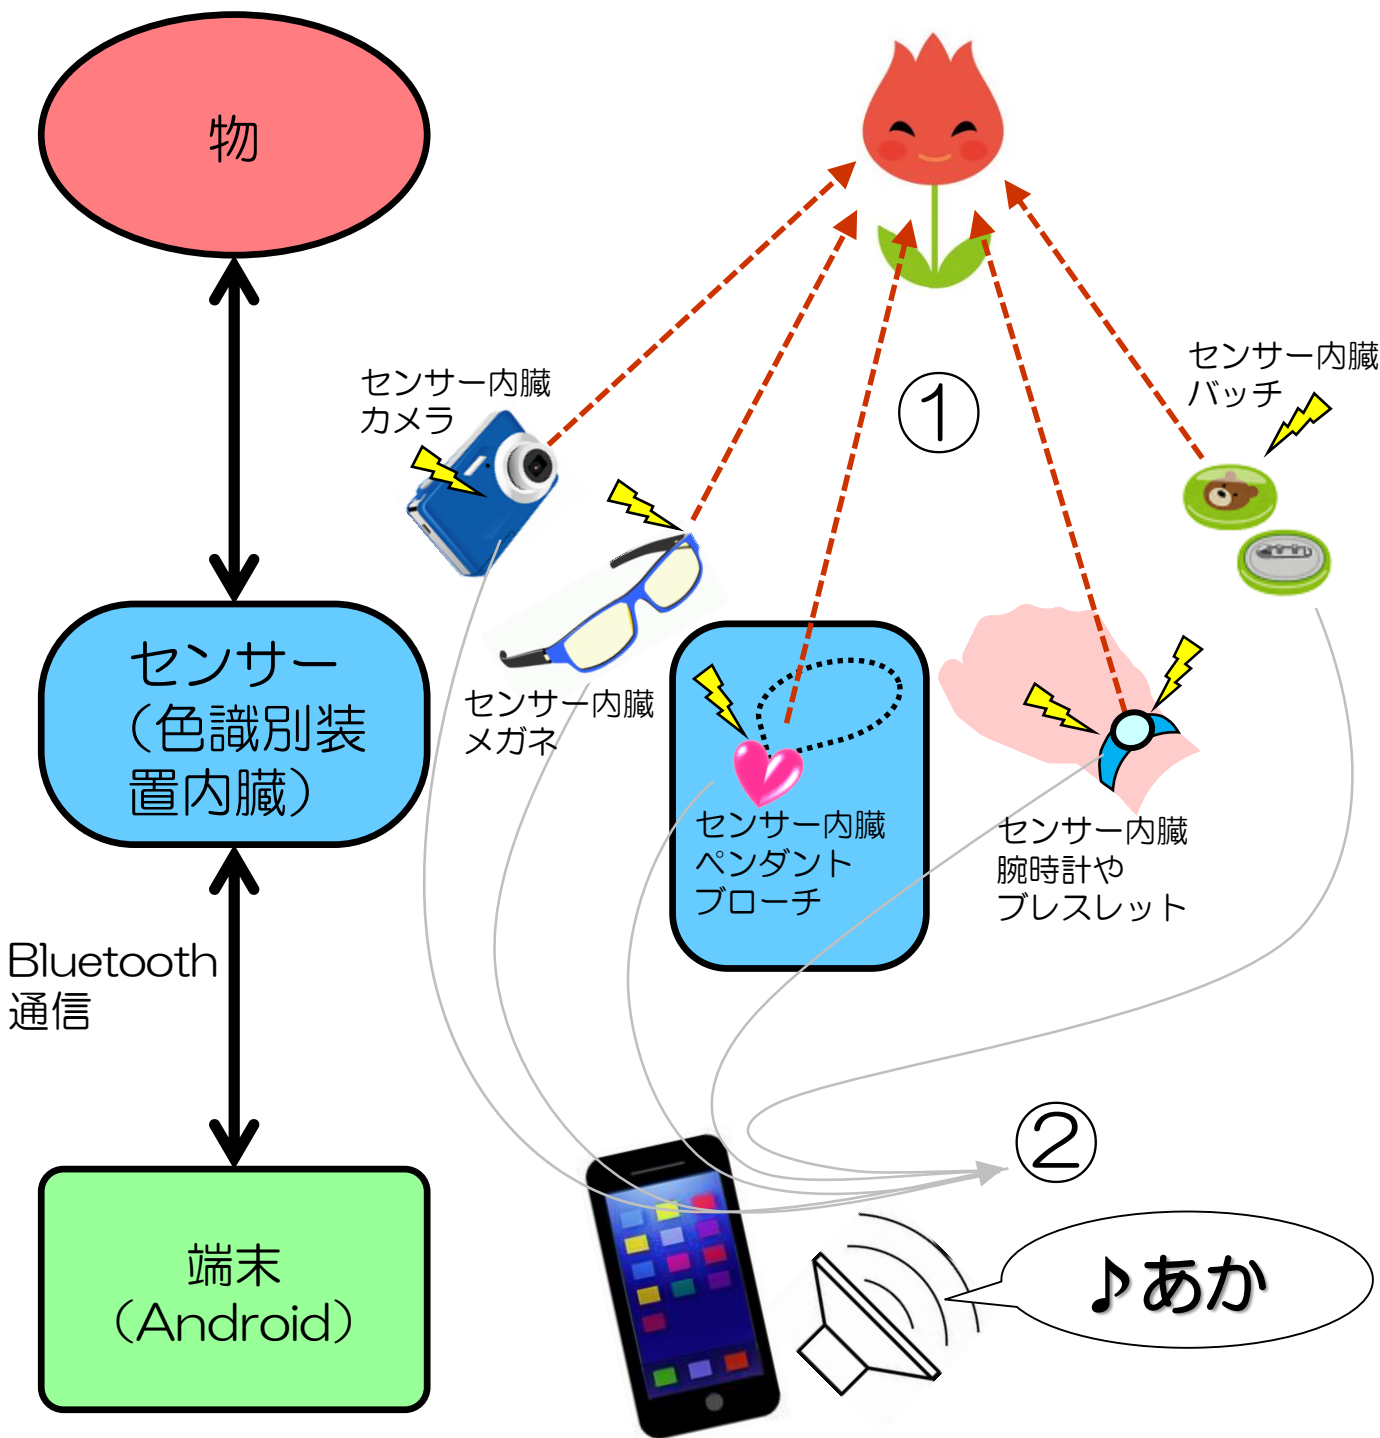 物
センサー内臓
カメラ
①
センサー内臓
バッチ
センサー
（色識別装
置内臓）
センサー内臓
メガネ
センサー内臓
ペンダント
ブローチ
センサー内臓
腕時計や
ブレスレット
Bluetooth
通信
②
端末
（Android）
♪あか